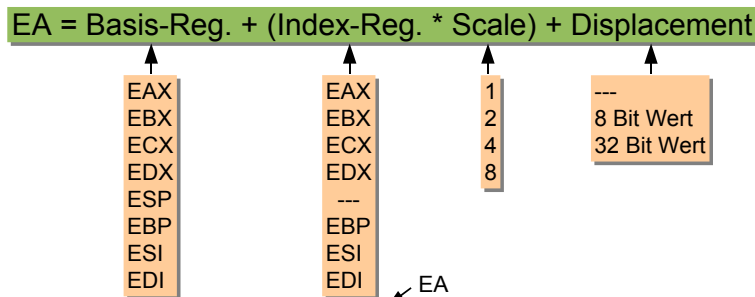 EA = Basis-Reg. + (Index-Reg. * Scale) + Displacement
EAX
EBX
ECX
EDX
ESP
EBP
ESI
EDI
EAX
EBX
ECX
EDX
---
EBP
ESI
EDI
1
2
4
8
---
8 Bit Wert
32 Bit Wert
EA